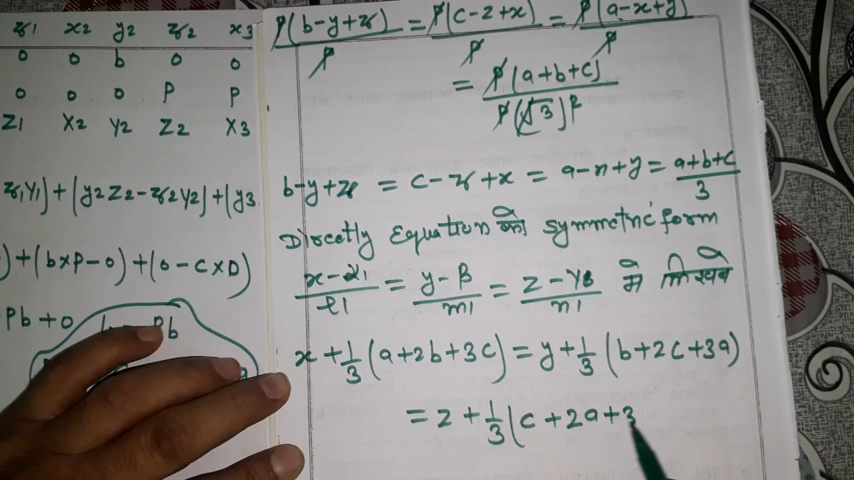 z1 x2 y2 z2 x3
0 0 b 0 0
0 0 0 P P
Z1 X2 Y2 Z2 X3
z1Y1) + (y2Z2 - z2Y2) + (y3
) + (b×P - 0) + (0 - C×D)
Pb + 0
Pb
p(b-y+z)/p = p(c-z+x)/p = p(a-x+y)/p
= p(a+b+c)/p(√3)²
b-y+z = c-z+x = a-n+y = a+b+c/3
Directly Equation का symmetric form
x-α1/l1 = y-β/m1 = z-γ/n1 में लिखने
x + 1/3 (a+2b+3c) = y + 1/3 (b+2c+3a)
= z + 1/3 (c+2a+3